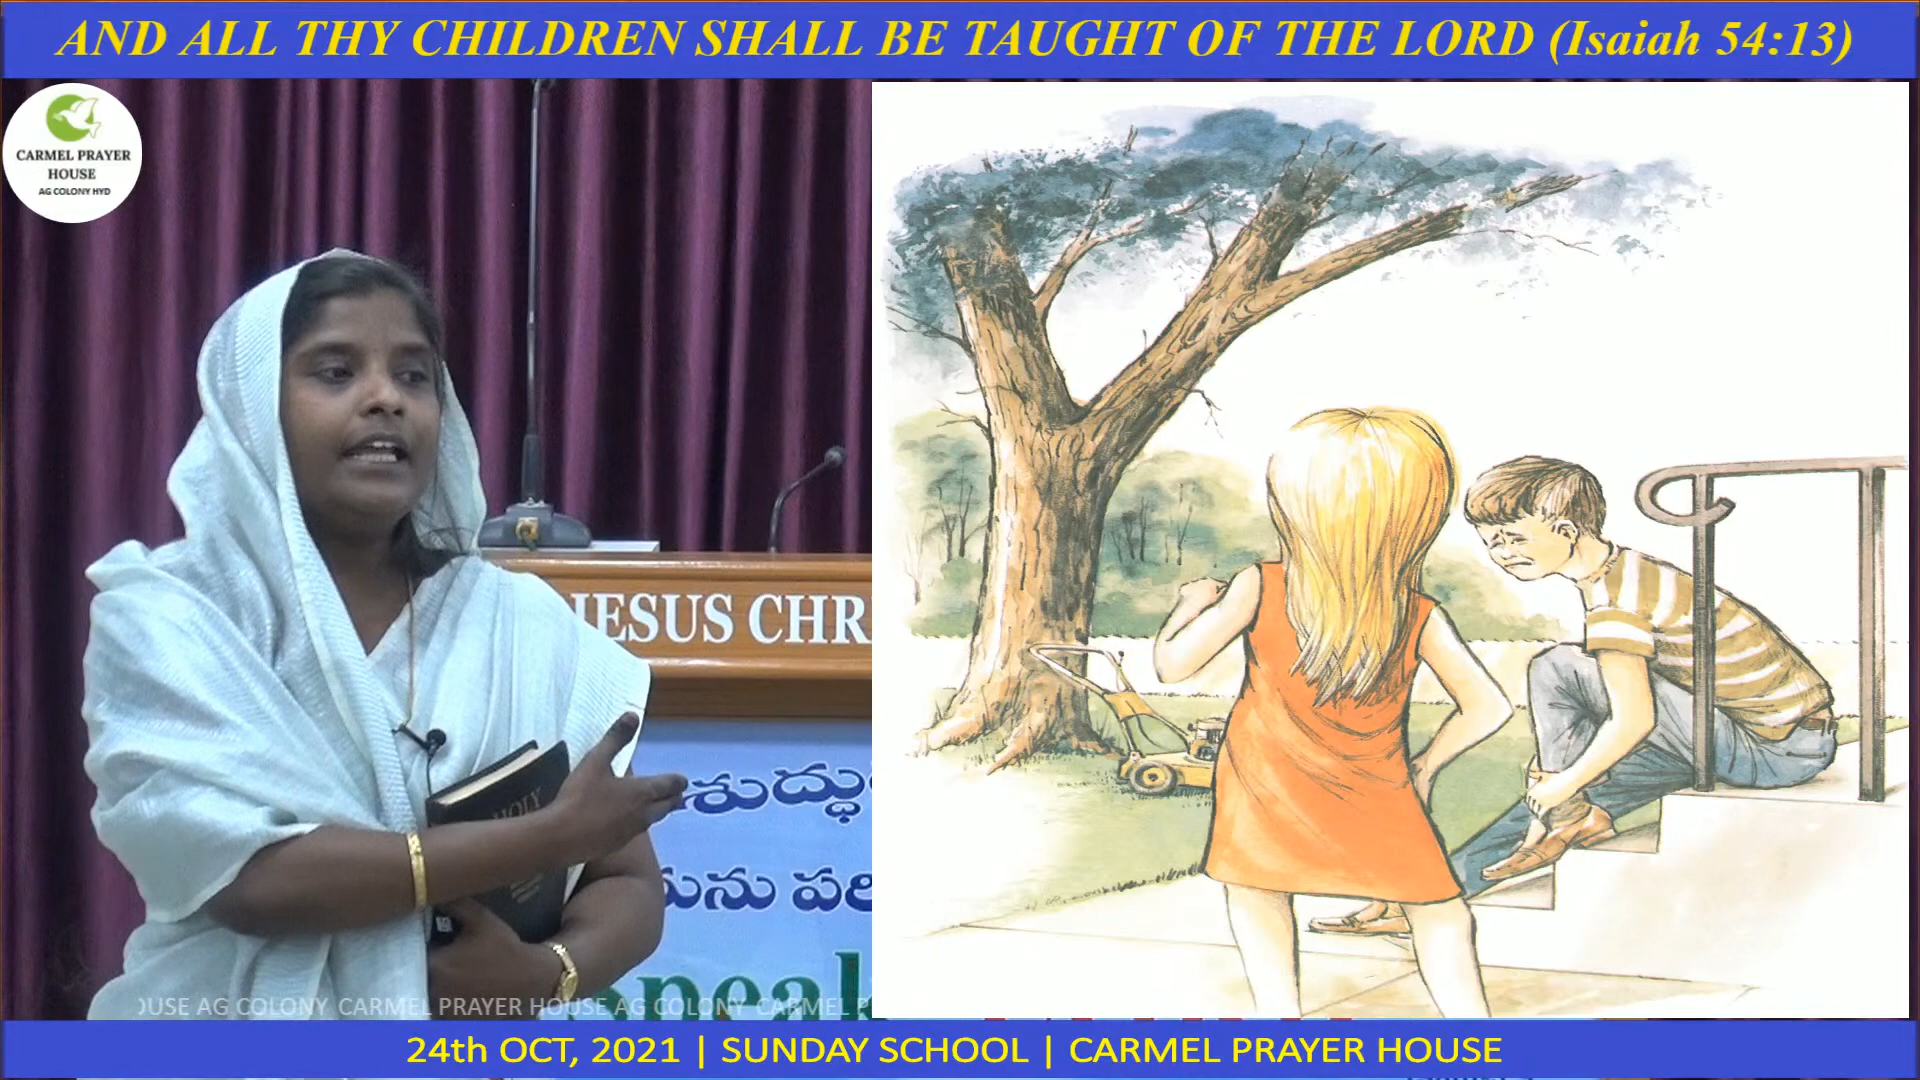 AND ALL THY CHILDREN SHALL BE TAUGHT OF THE LORD (Isaiah 54:13)
CARMEL PRAYER
HOUSE
AG COLONY HYD
JESUS CHR
HOLY
OUSE AG COLONY CARMEL PRAYER HOUSE AG COLONY CARMEL P
24th OCT, 2021 | SUNDAY SCHOOL | CARMEL PRAYER HOUSE